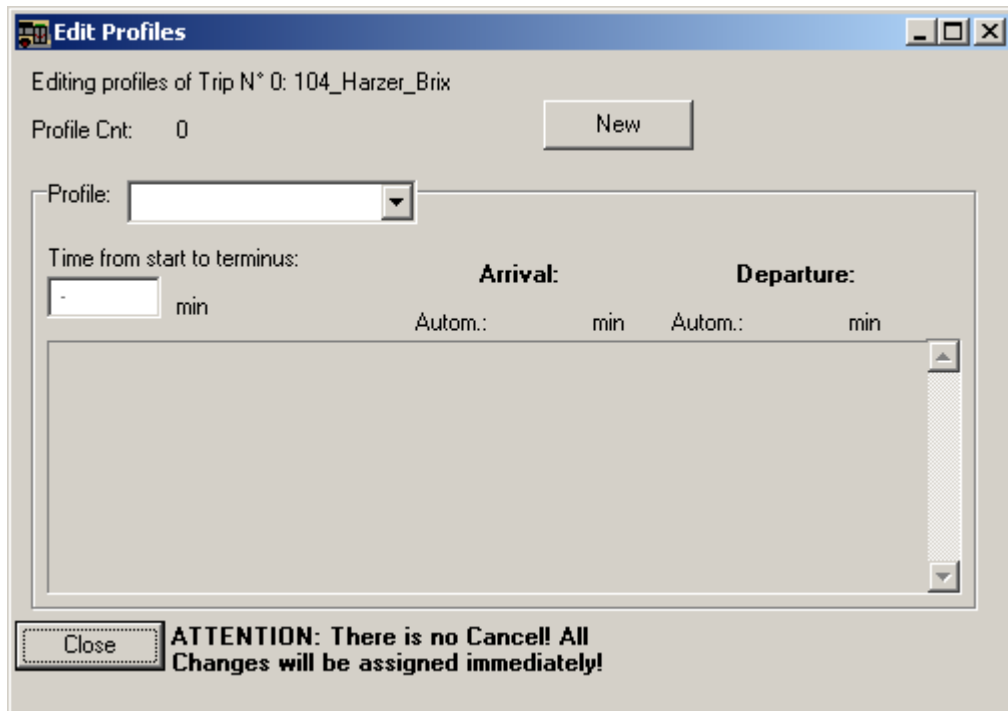 Edit Profiles
Editing profiles of Trip N° 0: 104_Harzer_Brix
Profile Cnt: 0
New
Profile:
Time from start to terminus:
- min
Arrival: Departure:
Autom.: min Autom.: min
Close
ATTENTION: There is no Cancel! All
Changes will be assigned immediately!